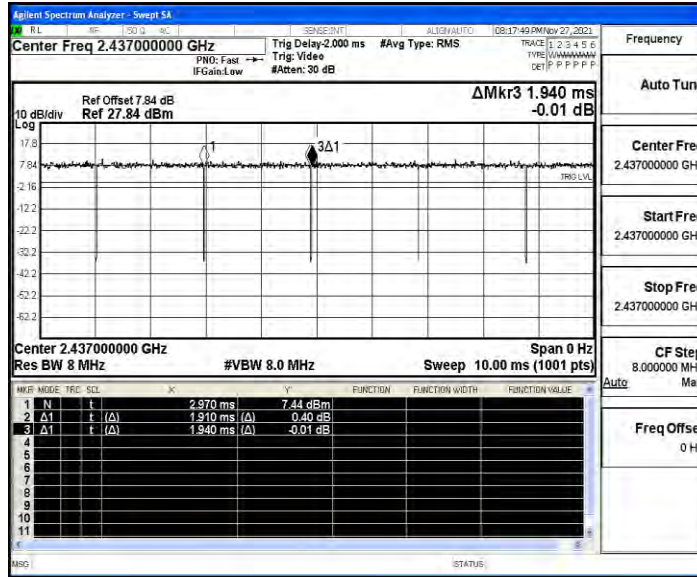 Agilent Spectrum Analyzer - Swept SA
RL RF 50 Ω AC SENSE:INT ALIGNAUTO 08:17:49 PM Nov 27, 2021
Center Freq 2.437000000 GHz
PNO: Fast
IFGain:Low
Trig Delay-2.000 ms
Trig: Video
#Atten: 30 dB
#Avg Type: RMS
TRACE 1 2 3 4 5 6
TYPE
DET P P P P P P
ΔMkr3 1.940 ms
-0.01 dB
Ref Offset 7.84 dB
10 dB/div Ref 27.84 dBm
Log
17.8
7.84
-2.16
-12.2
-22.2
-32.2
-42.2
-52.2
-62.2
1
3Δ1
TRIG LVL
Center 2.437000000 GHz Span 0 Hz
Res BW 8 MHz #VBW 8.0 MHz Sweep 10.00 ms (1001 pts)
MKR MODE TRC SCL X Y FUNCTION FUNCTION WIDTH FUNCTION VALUE
1 N t 2.970 ms 7.44 dBm
2 Δ1 t (Δ) 1.910 ms (Δ) 0.40 dB
3 Δ1 t (Δ) 1.940 ms (Δ) -0.01 dB
4
5
6
7
8
9
10
11
MSG STATUS
Frequency
Auto Tun
Center Fre
2.437000000 GH
Start Fre
2.437000000 GH
Stop Fre
2.437000000 GH
CF Step
8.000000 MH
Auto Ma
Freq Offse
0 H